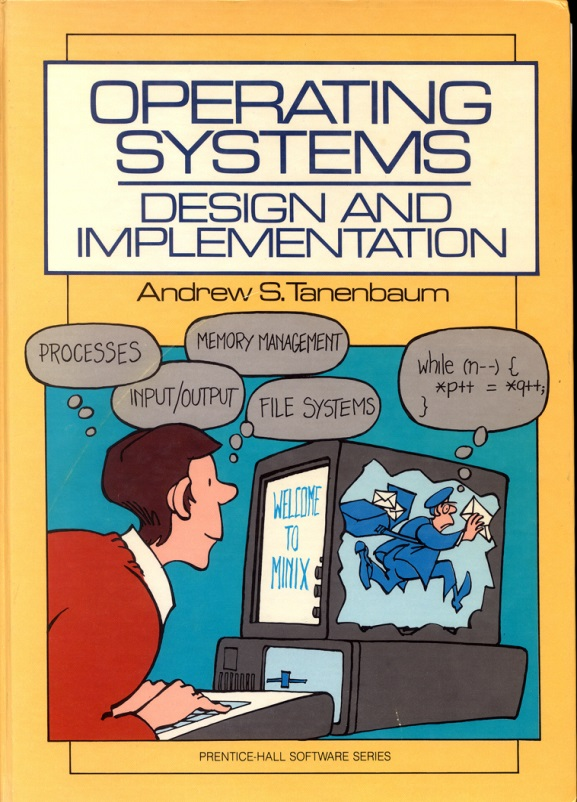 OPERATING
SYSTEMS
DESIGN AND
IMPLEMENTATION
Andrew S. Tanenbaum
PROCESSES
MEMORY MANAGEMENT
INPUT/OUTPUT
FILE SYSTEMS
while (n--) {
*p++ = *q++;
}
WELCOME
TO
MINIX
PRENTICE-HALL SOFTWARE SERIES